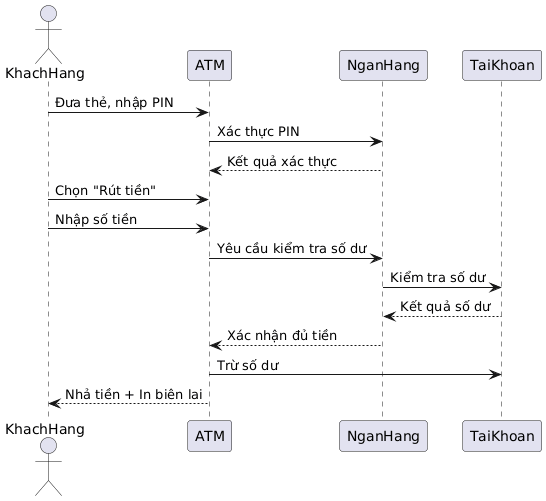 KhachHang
ATM
NganHang
TaiKhoan
Đưa thẻ, nhập PIN
Xác thực PIN
Kết quả xác thực
Chọn "Rút tiền"
Nhập số tiền
Yêu cầu kiểm tra số dư
Kiểm tra số dư
Kết quả số dư
Xác nhận đủ tiền
Trừ số dư
Nhả tiền + In biên lai
KhachHang
ATM
NganHang
TaiKhoan